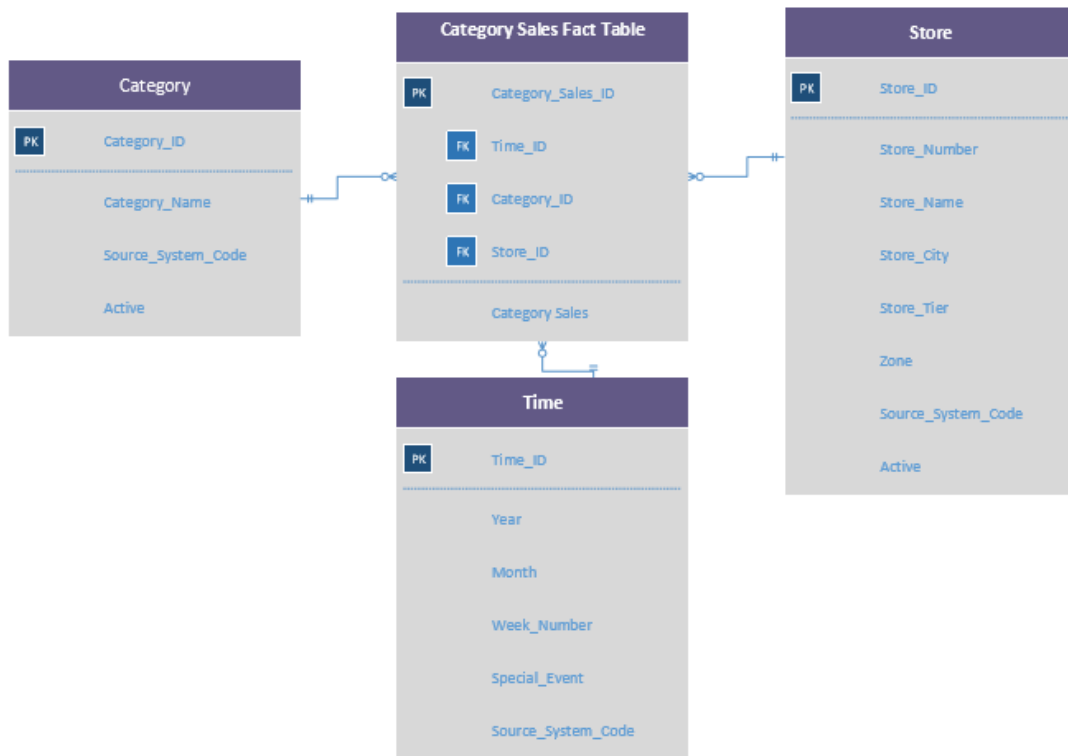 Category
PK Category_ID
Category_Name
Source_System_Code
Active
Category Sales Fact Table
PK Category_Sales_ID
FK Time_ID
FK Category_ID
FK Store_ID
Category Sales
Store
PK Store_ID
Store_Number
Store_Name
Store_City
Store_Tier
Zone
Source_System_Code
Active
Time
PK Time_ID
Year
Month
Week_Number
Special_Event
Source_System_Code